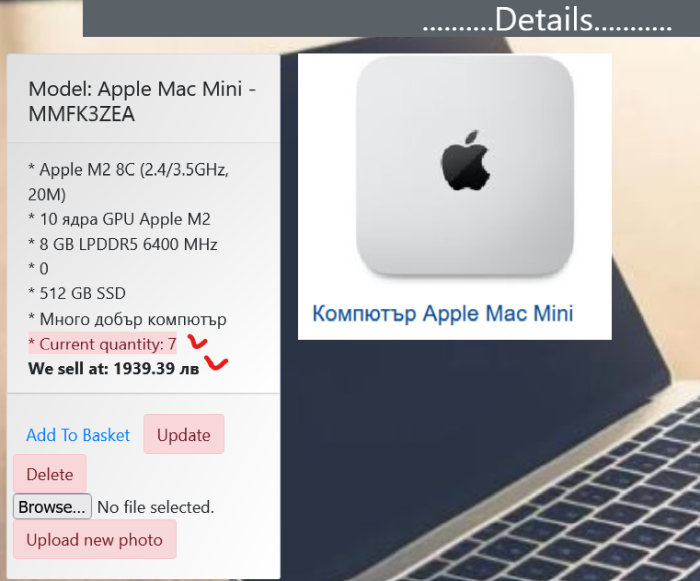 ..........Details...........
Model: Apple Mac Mini -
MMFK3ZEA
* Apple M2 8C (2.4/3.5GHz,
20M)
* 10 ядра GPU Apple M2
* 8 GB LPDDR5 6400 MHz
* 0
* 512 GB SSD
* Много добър компютър
* Current quantity: 7
We sell at: 1939.39 лв
Add To Basket Update
Delete
Browse... No file selected.
Upload new photo
Компютър Apple Mac Mini